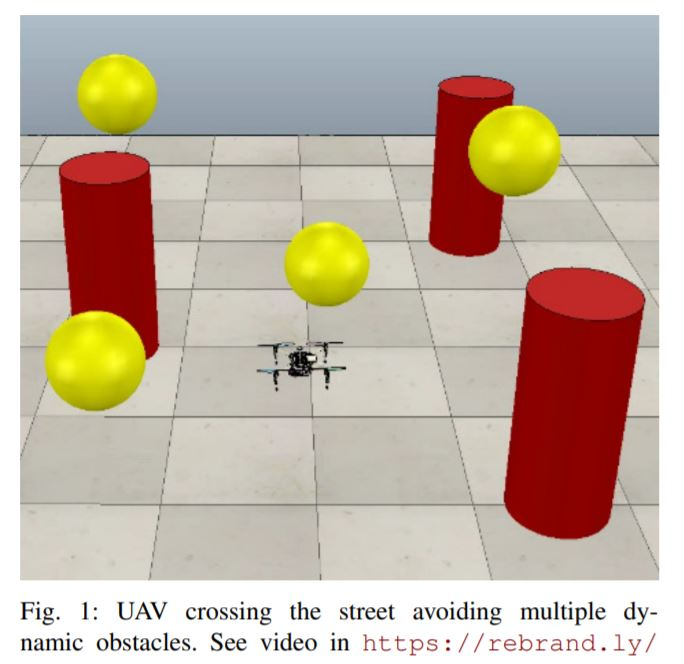 Fig. 1: UAV crossing the street avoiding multiple dy-
namic obstacles. See video in https://rebrand.ly/